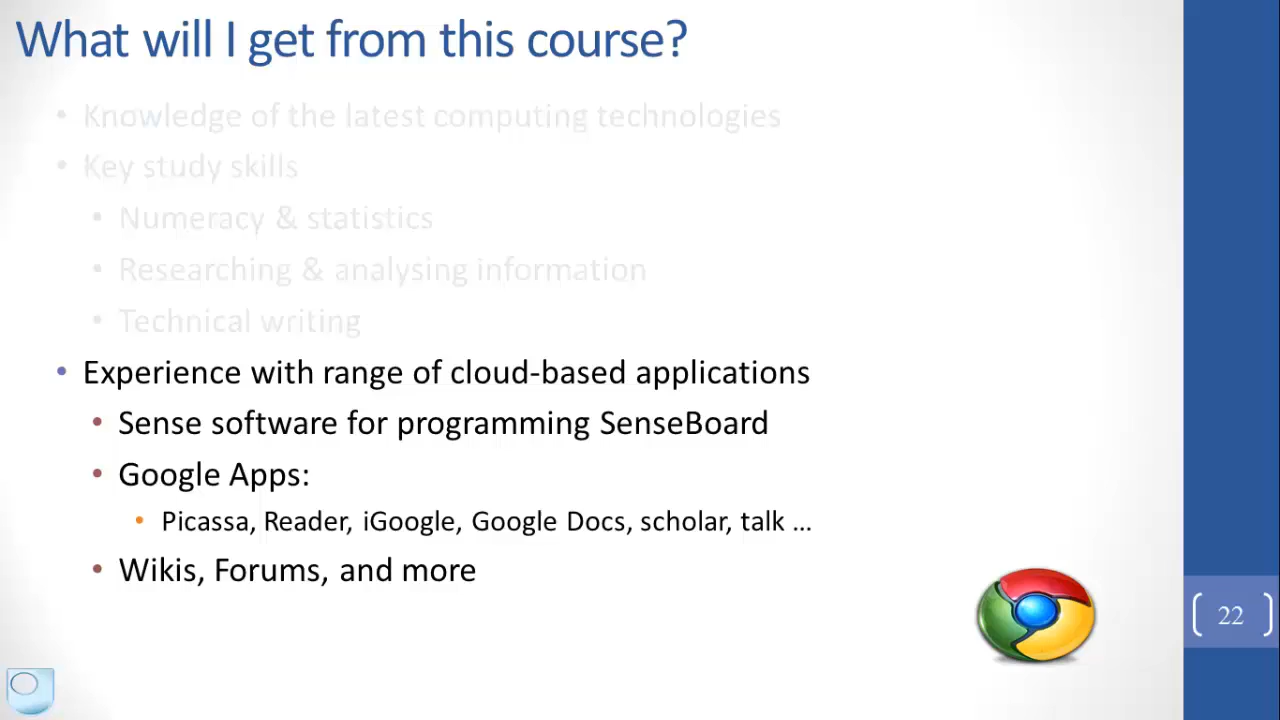 What will I get from this course?
• Knowledge of the latest computing technologies
• Key study skills
• Numeracy & statistics
• Researching & analysing information
• Technical writing
• Experience with range of cloud-based applications
• Sense software for programming SenseBoard
• Google Apps:
• Picassa, Reader, iGoogle, Google Docs, scholar, talk ...
• Wikis, Forums, and more
22